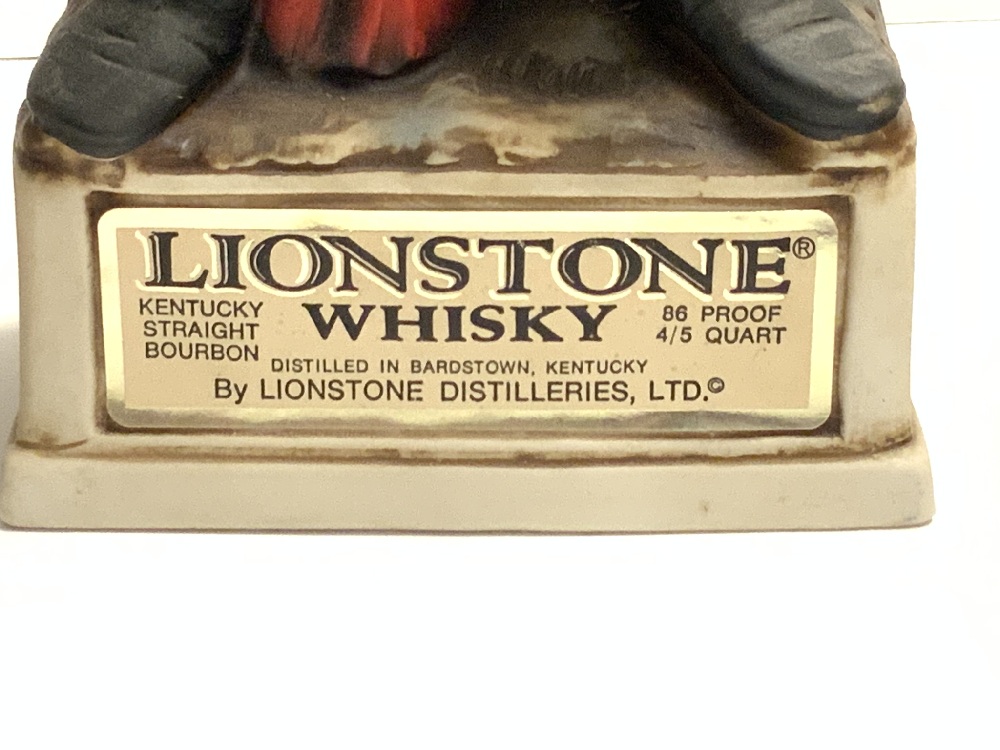 LIONSTONE®
WHISKY
KENTUCKY
STRAIGHT
BOURBON
86 PROOF
4/5 QUART
DISTILLED IN BARDSTOWN, KENTUCKY
By LIONSTONE DISTILLERIES, LTD.©